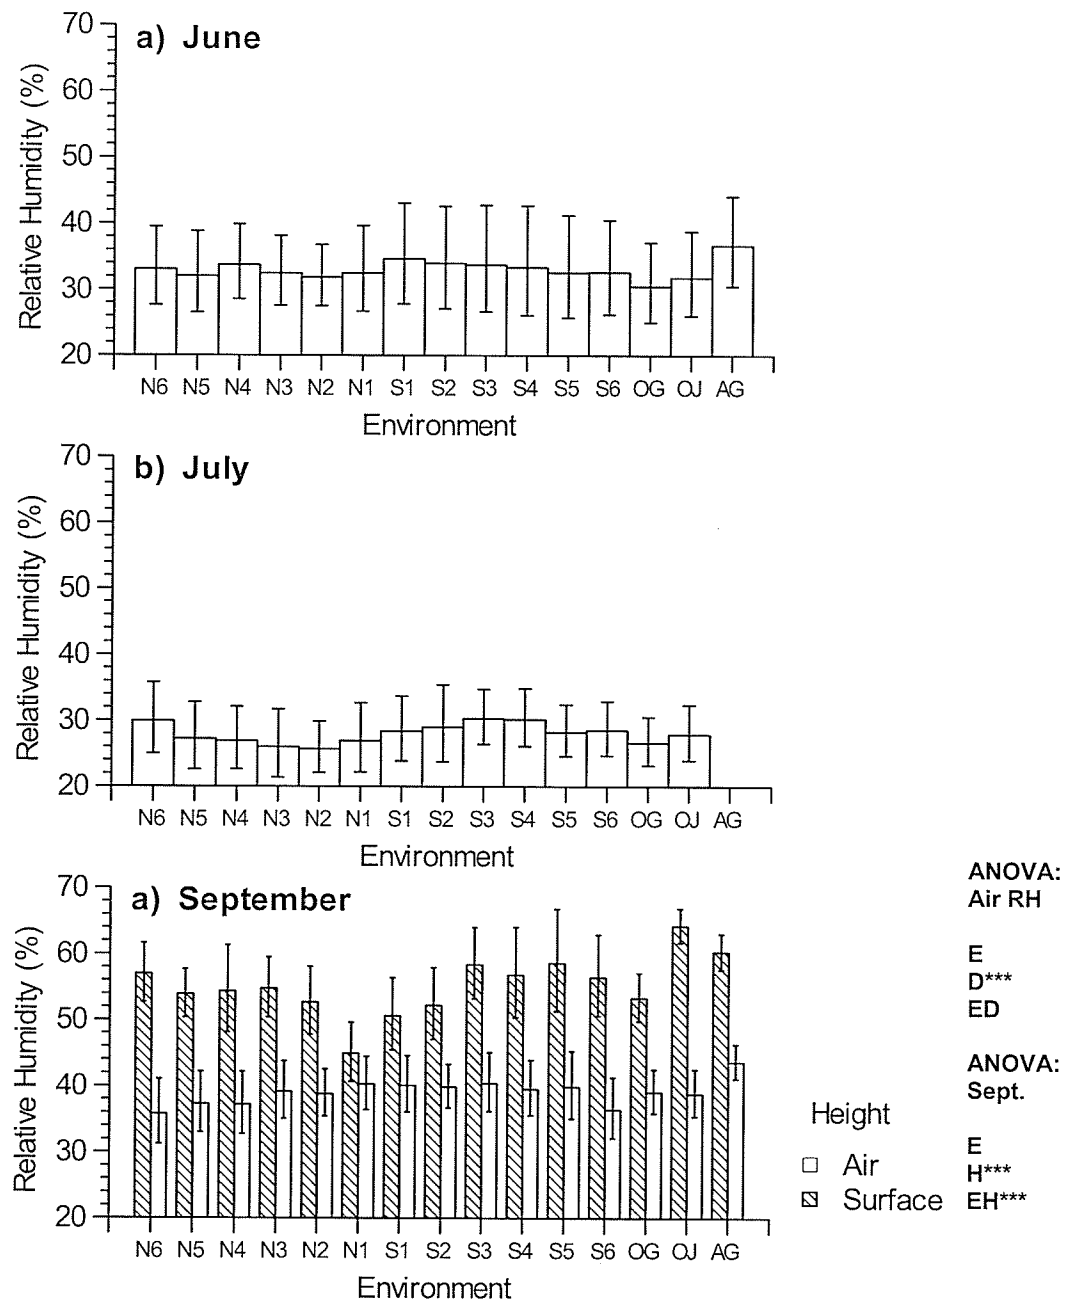 a) June
Relative Humidity (%)
70
60
50
40
30
20
N6 N5 N4 N3 N2 N1 S1 S2 S3 S4 S5 S6 OG OJ AG
Environment
b) July
Relative Humidity (%)
70
60
50
40
30
20
N6 N5 N4 N3 N2 N1 S1 S2 S3 S4 S5 S6 OG OJ AG
Environment
a) September
Relative Humidity (%)
70
60
50
40
30
20
N6 N5 N4 N3 N2 N1 S1 S2 S3 S4 S5 S6 OG OJ AG
Environment
Height
Air
Surface
ANOVA:
Air RH
E
D***
ED
ANOVA:
Sept.
E
H***
EH***